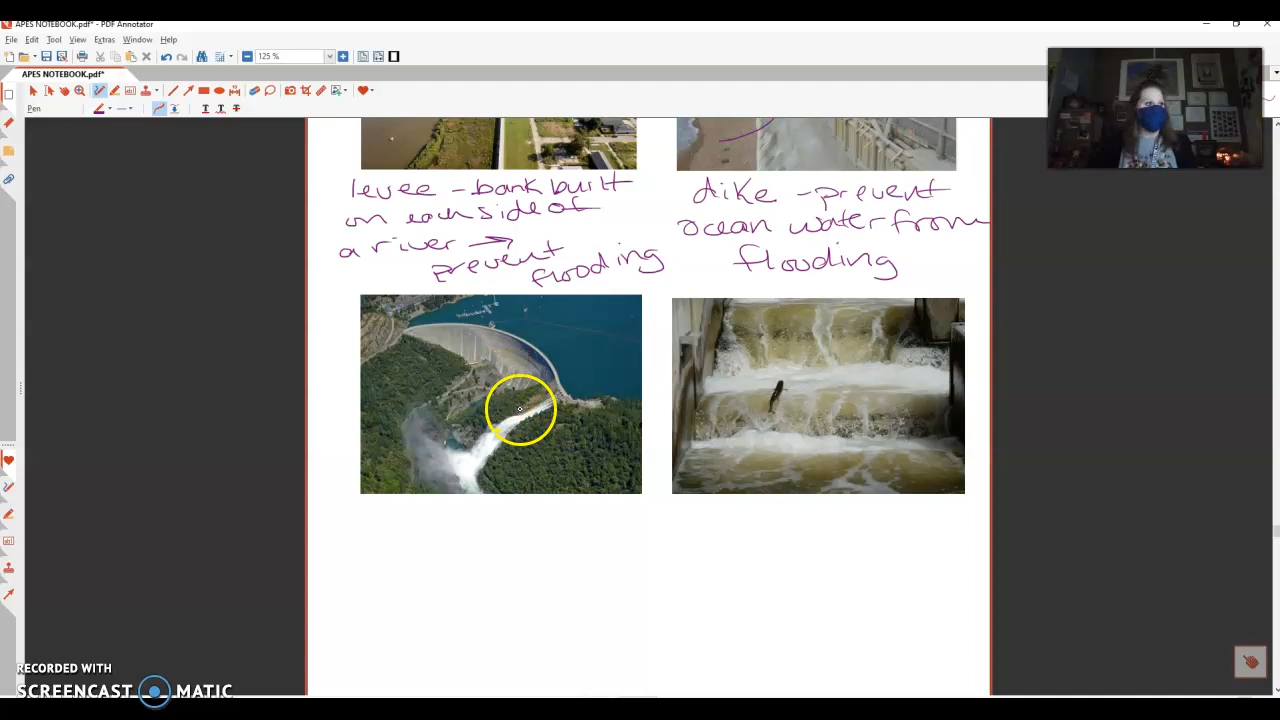 APES NOTEBOOK.pdf* - PDF Annotator
File Edit Tool View Extras Window Help
125 %
APES NOTEBOOK.pdf*
Pen
levee - bank built
on each side of
a river →
prevent
flooding
dike - prevent
ocean water from
flooding
RECORDED WITH
SCREENCAST MATIC